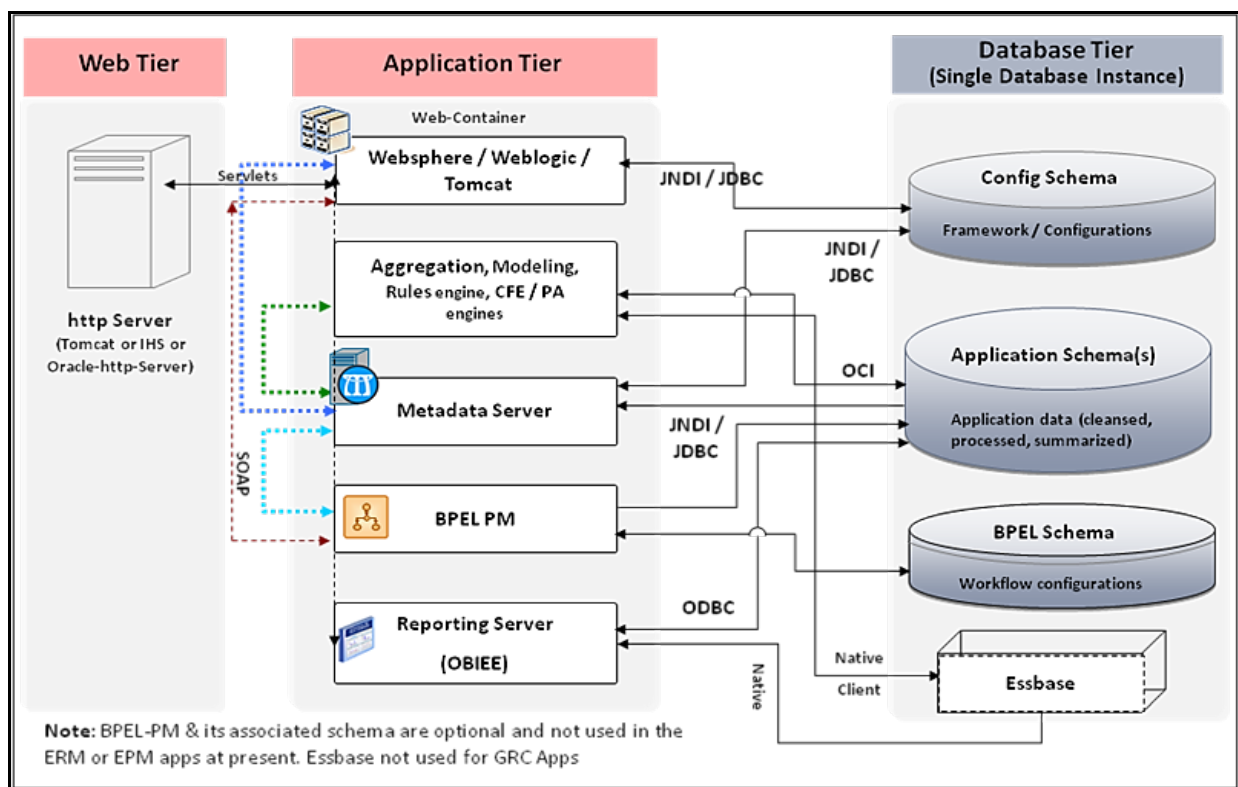 Web Tier
Application Tier
Database Tier
(Single Database Instance)
Web-Container
Websphere / Weblogic /
Tomcat
Servlets
JNDI / JDBC
Config Schema
Framework / Configurations
JNDI /
JDBC
Aggregation, Modeling,
Rules engine, CFE / PA
engines
http Server
(Tomcat or IHS or
Oracle-http-Server)
Application Schema(s)
OCI
Metadata Server
Application data (cleansed,
processed, summarized)
JNDI /
JDBC
SOAP
BPEL PM
BPEL Schema
Workflow configurations
ODBC
Reporting Server
(OBIEE)
Native
Native
Client
Essbase
Note: BPEL-PM & its associated schema are optional and not used in the
ERM or EPM apps at present. Essbase not used for GRC Apps